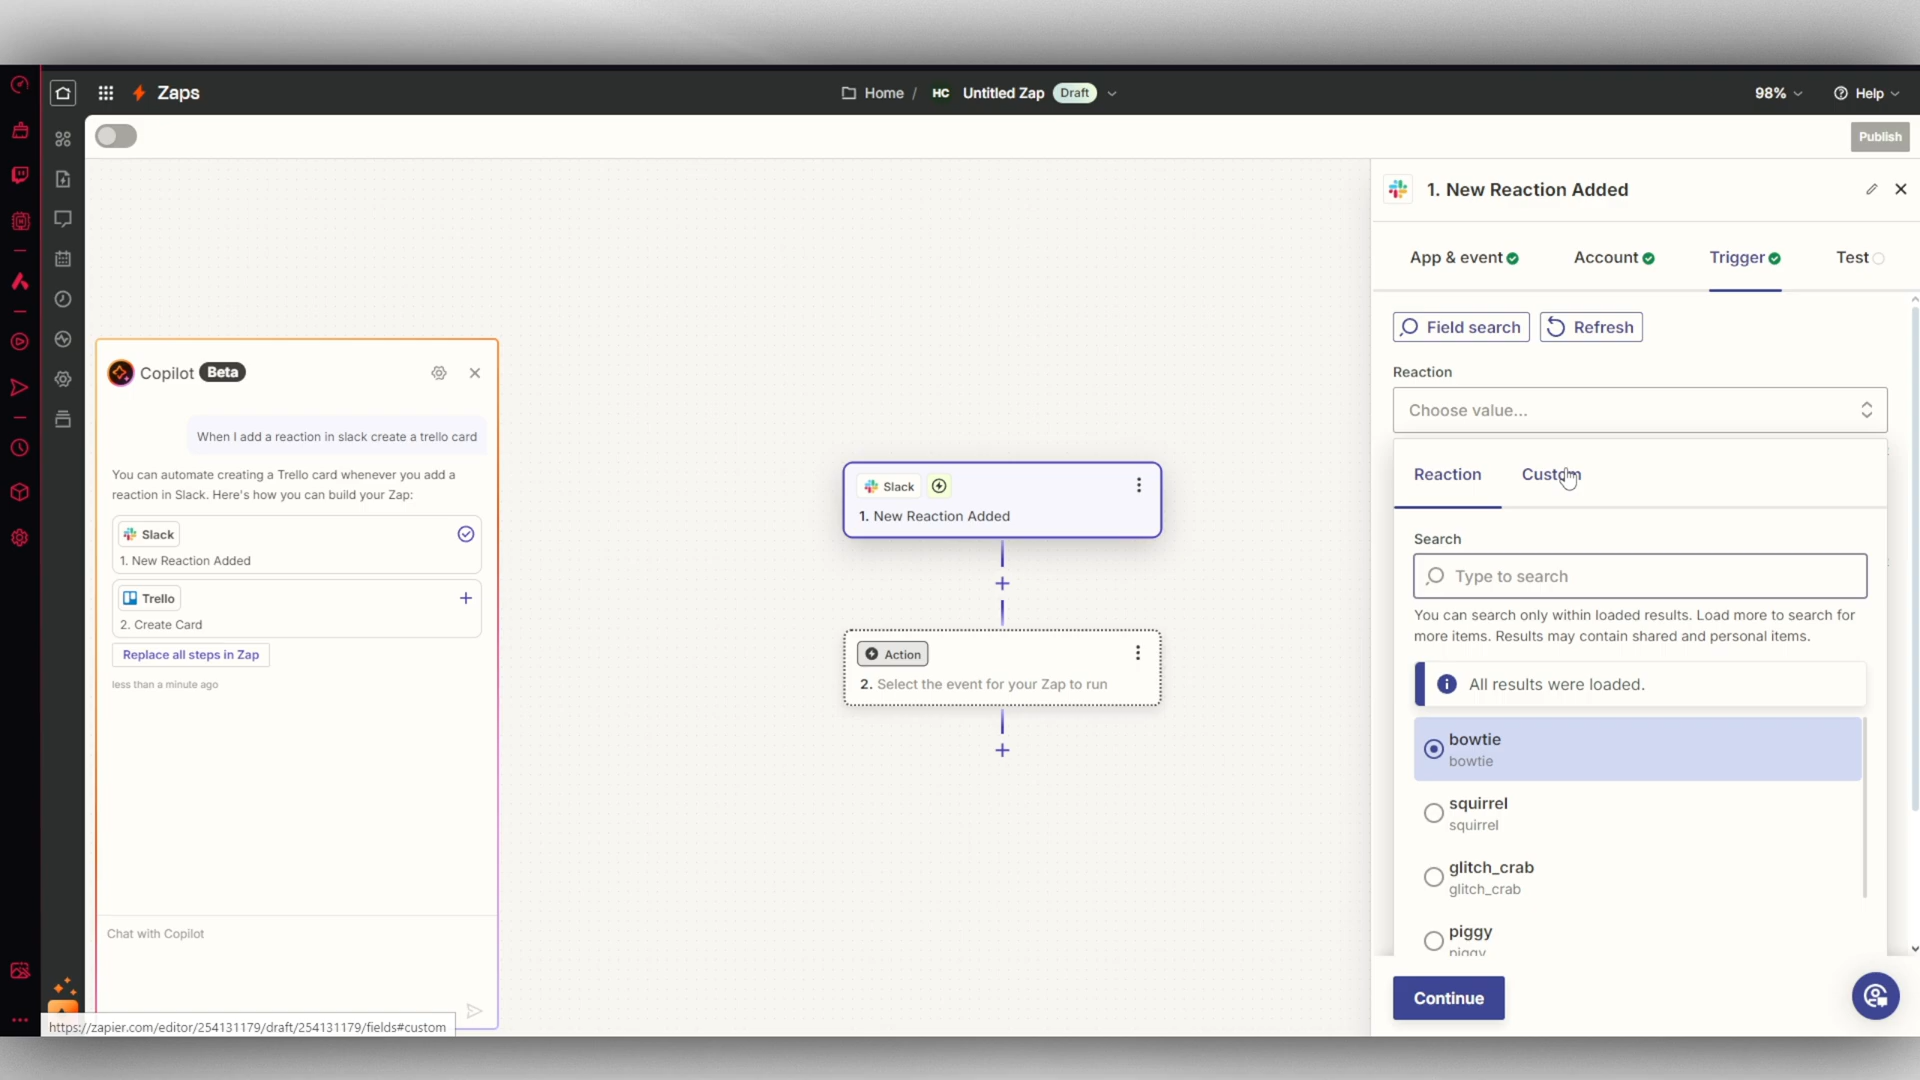 Zaps
Home / HC Untitled Zap Draft
98%
Help
Publish
1. New Reaction Added
App & event
Account
Trigger
Test
Field search
Refresh
Reaction
Choose value...
Reaction
Custom
Search
Type to search
You can search only within loaded results. Load more to search for
more items. Results may contain shared and personal items.
All results were loaded.
bowtie
bowtie
squirrel
squirrel
glitch_crab
glitch_crab
piggy
piggy
Continue
Slack
1. New Reaction Added
Action
2. Select the event for your Zap to run
Copilot Beta
When I add a reaction in slack create a trello card
You can automate creating a Trello card whenever you add a
reaction in Slack. Here's how you can build your Zap:
Slack
1. New Reaction Added
Trello
2. Create Card
Replace all steps in Zap
less than a minute ago
Chat with Copilot
https://zapier.com/editor/254131179/draft/254131179/fields#custom